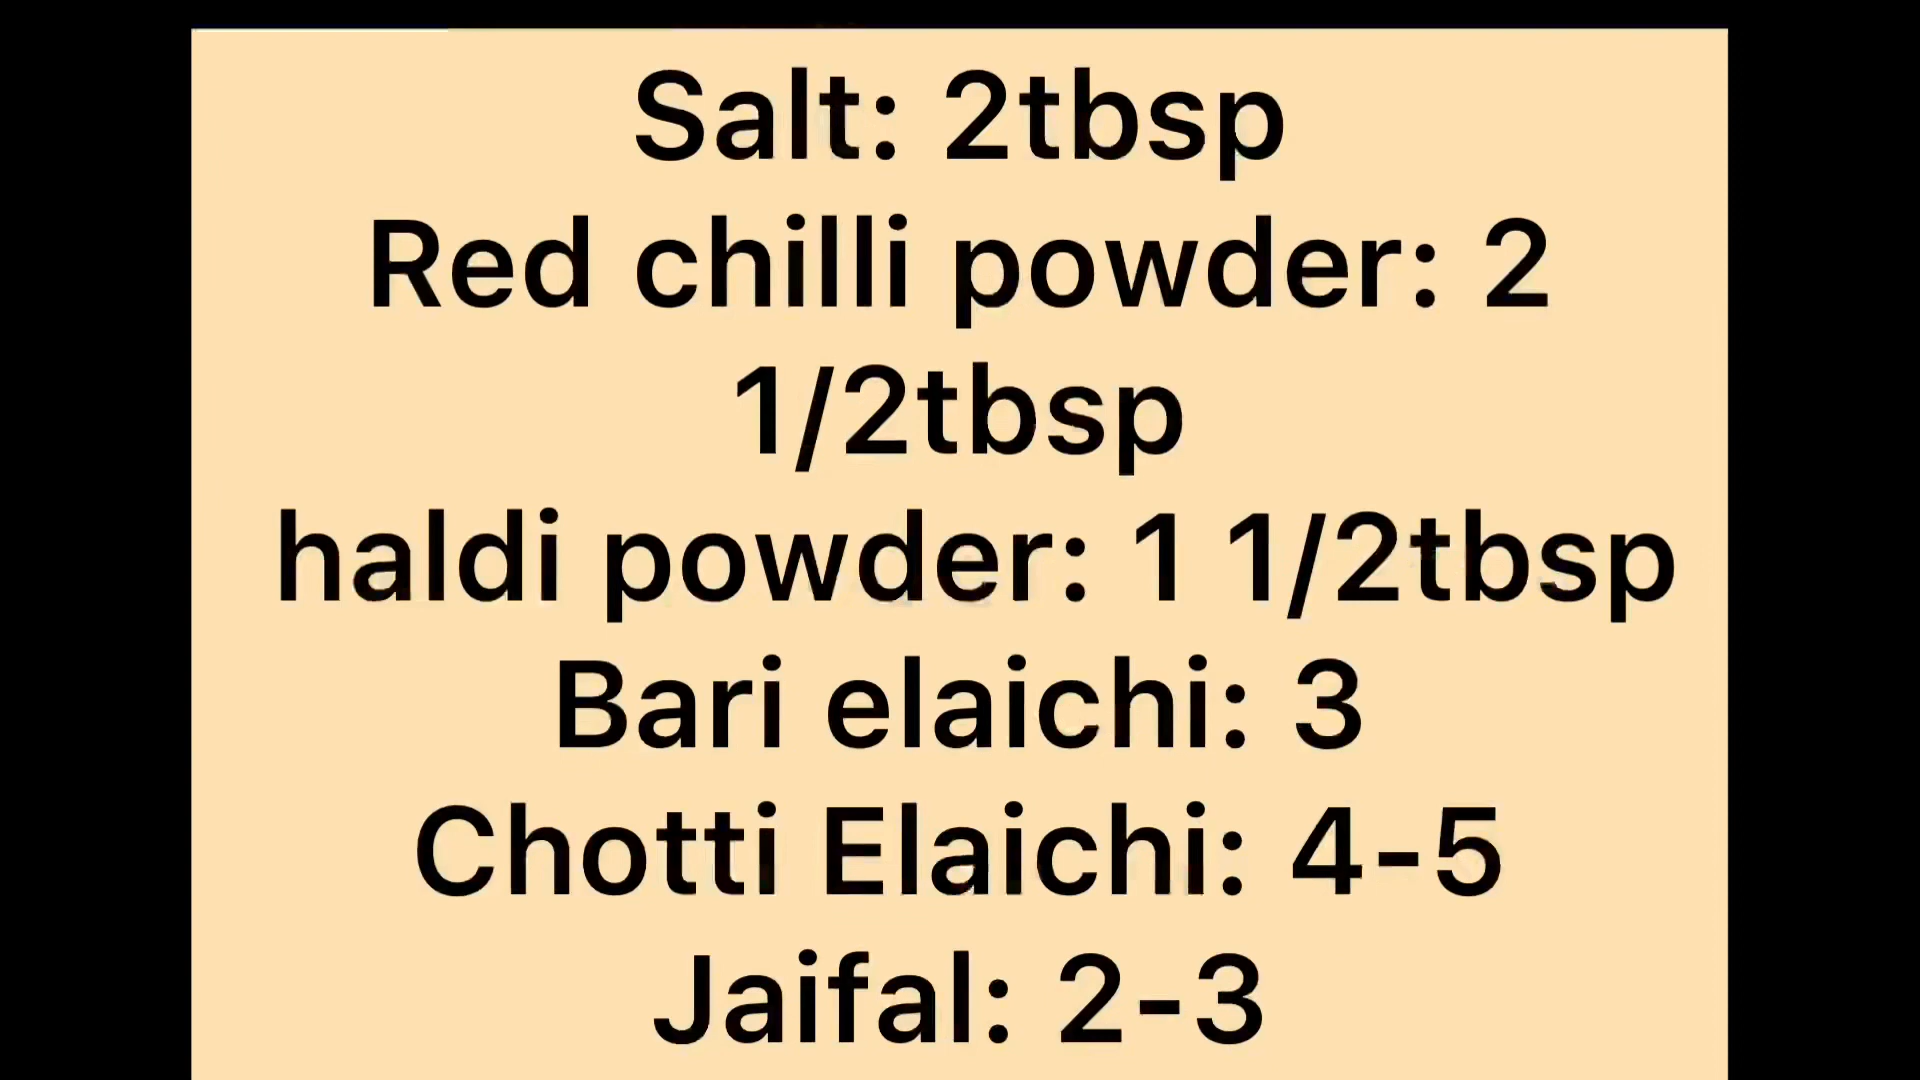 Salt: 2tbsp
Red chilli powder: 2
1/2tbsp
haldi powder: 1 1/2tbsp
Bari elaichi: 3
Chotti Elaichi: 4-5
Jaifal: 2-3